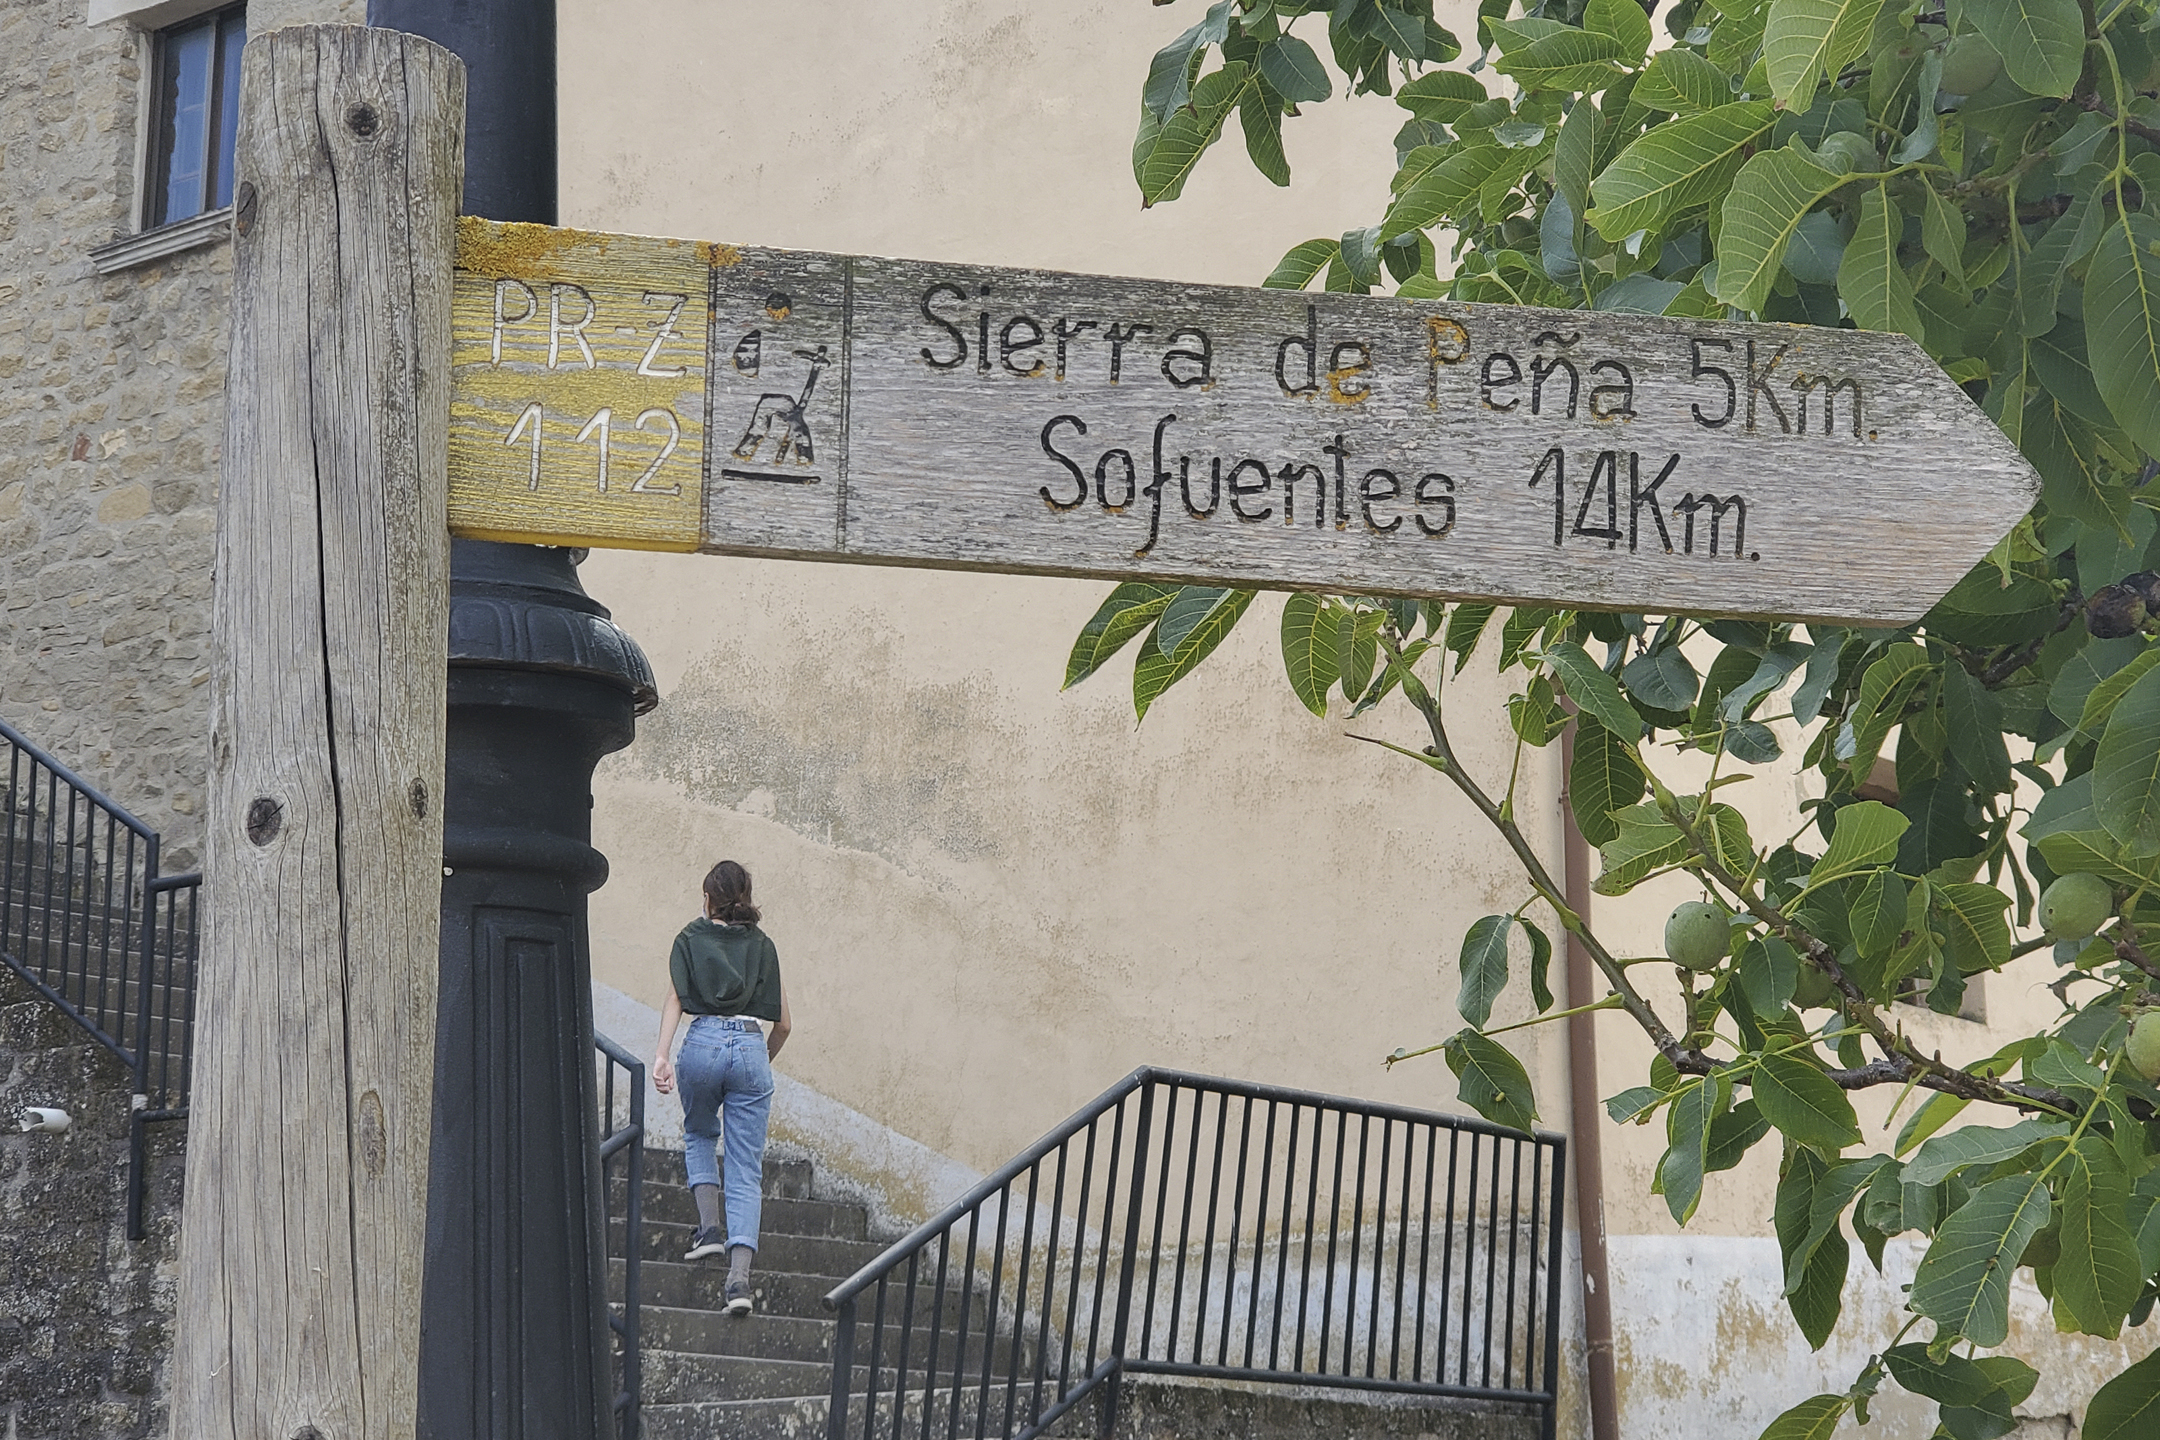 PR-Z
112
Sierra de Peña 5Km.
Sofuentes 14Km.